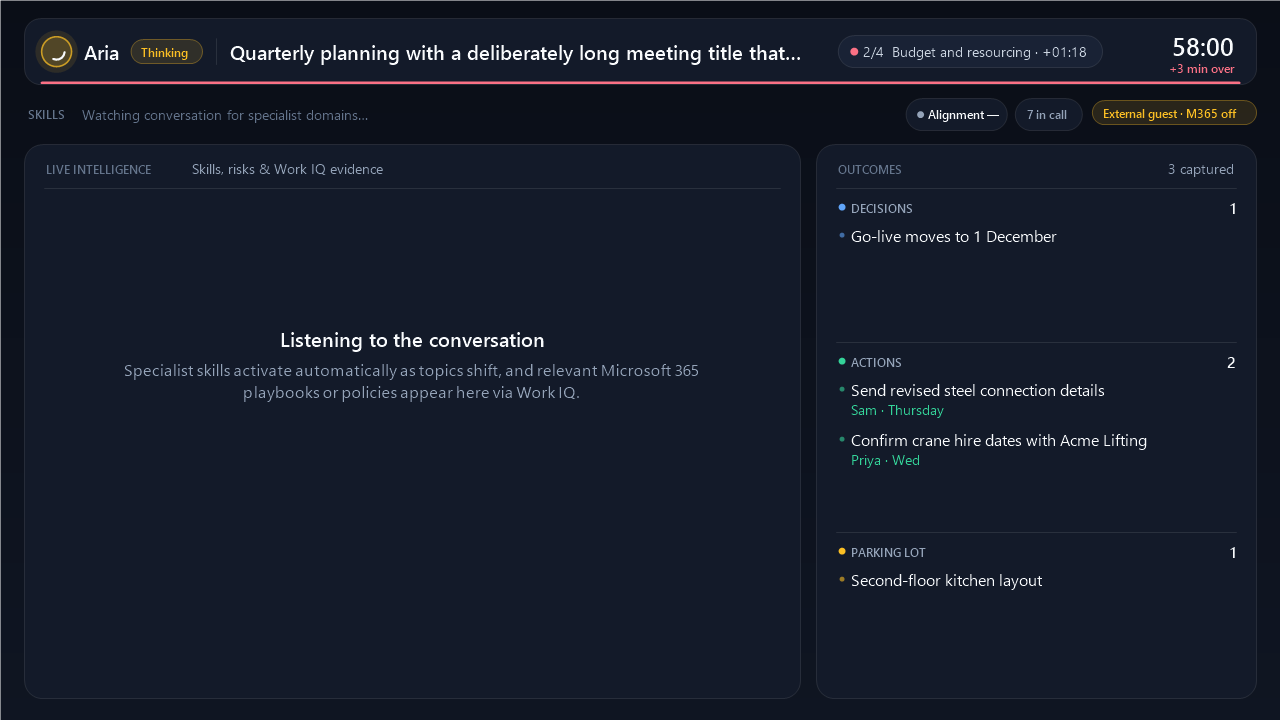 Aria
Thinking
Quarterly planning with a deliberately long meeting title that...
2/4 Budget and resourcing · +01:18
58:00
+3 min over
SKILLS
Watching conversation for specialist domains...
Alignment —
7 in call
External guest · M365 off
LIVE INTELLIGENCE
Skills, risks & Work IQ evidence
Listening to the conversation
Specialist skills activate automatically as topics shift, and relevant Microsoft 365
playbooks or policies appear here via Work IQ.
OUTCOMES
3 captured
DECISIONS
1
Go-live moves to 1 December
ACTIONS
2
Send revised steel connection details
Sam · Thursday
Confirm crane hire dates with Acme Lifting
Priya · Wed
PARKING LOT
1
Second-floor kitchen layout